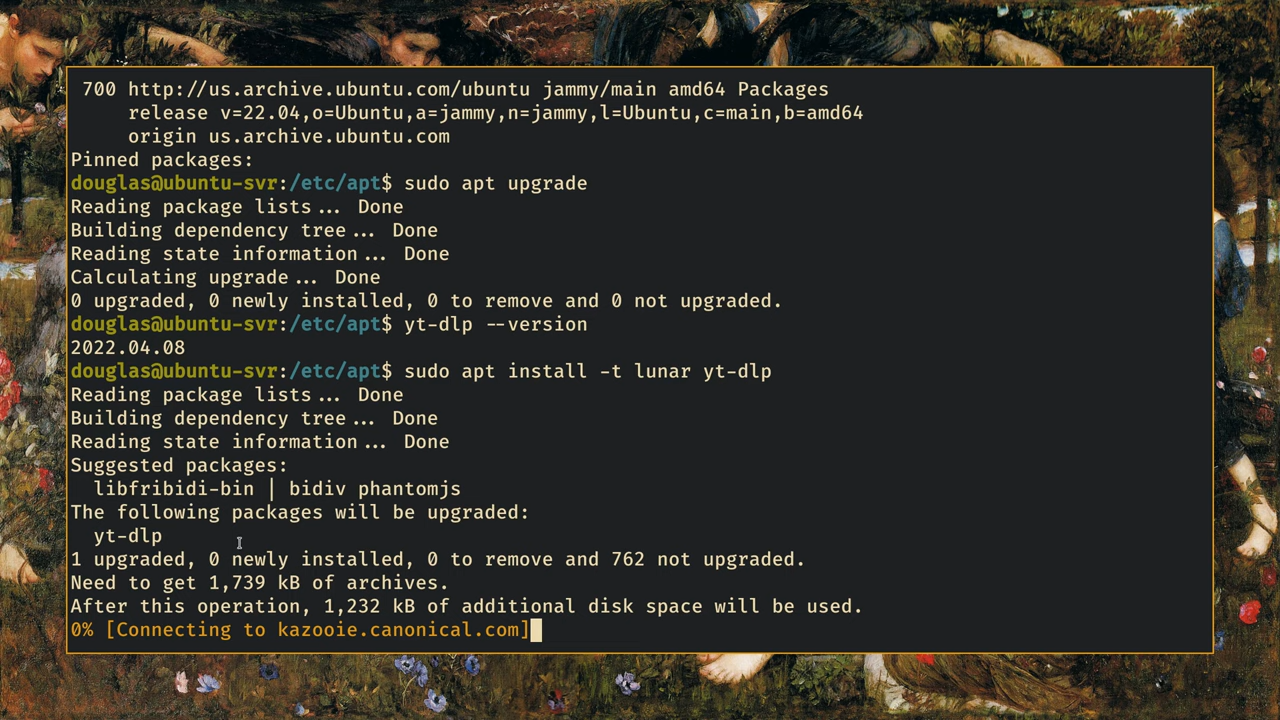 700 http://us.archive.ubuntu.com/ubuntu jammy/main amd64 Packages
release v=22.04,o=Ubuntu,a=jammy,n=jammy,l=Ubuntu,c=main,b=amd64
origin us.archive.ubuntu.com
Pinned packages:
douglas@ubuntu-svr:/etc/apt$ sudo apt upgrade
Reading package lists... Done
Building dependency tree... Done
Reading state information... Done
Calculating upgrade... Done
0 upgraded, 0 newly installed, 0 to remove and 0 not upgraded.
douglas@ubuntu-svr:/etc/apt$ yt-dlp --version
2022.04.08
douglas@ubuntu-svr:/etc/apt$ sudo apt install -t lunar yt-dlp
Reading package lists... Done
Building dependency tree... Done
Reading state information... Done
Suggested packages:
libfribidi-bin | bidiv phantomjs
The following packages will be upgraded:
yt-dlp
1 upgraded, 0 newly installed, 0 to remove and 762 not upgraded.
Need to get 1,739 kB of archives.
After this operation, 1,232 kB of additional disk space will be used.
0% [Connecting to kazooie.canonical.com]